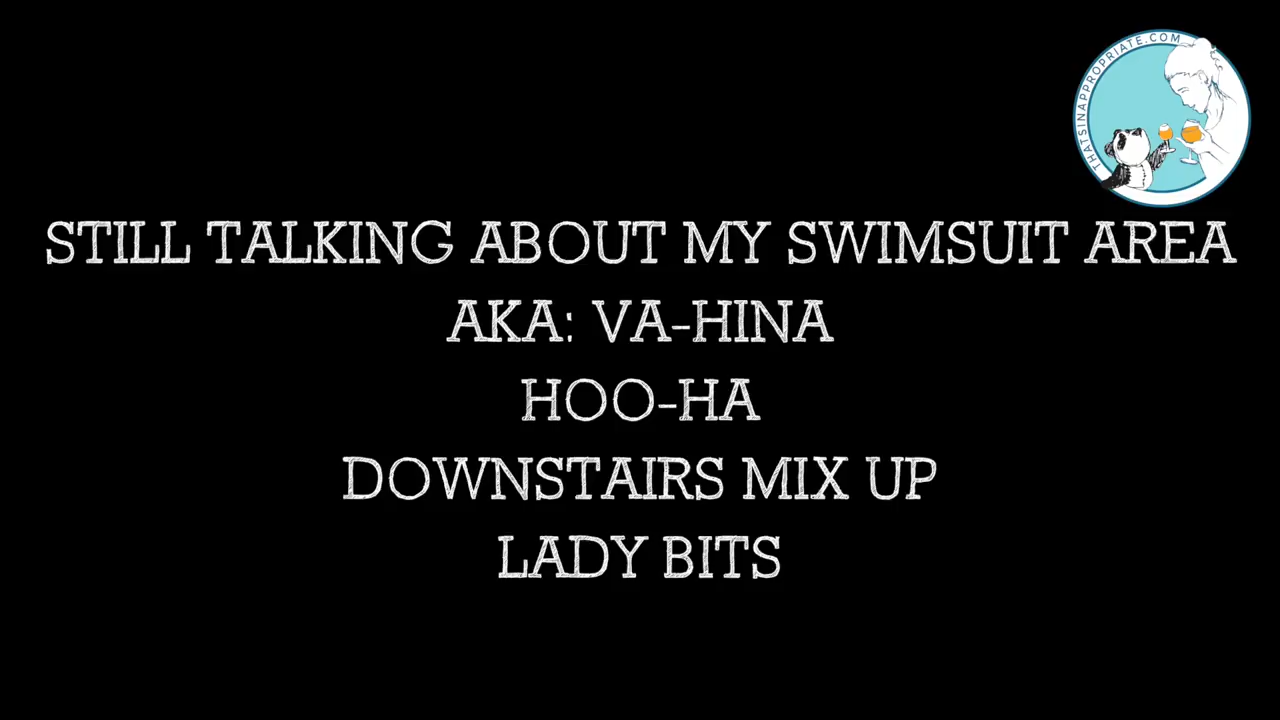 THATSINAPPROPRIATE.COM
STILL TALKING ABOUT MY SWIMSUIT AREA
AKA: VA-HINA
HOO-HA
DOWNSTAIRS MIX UP
LADY BITS